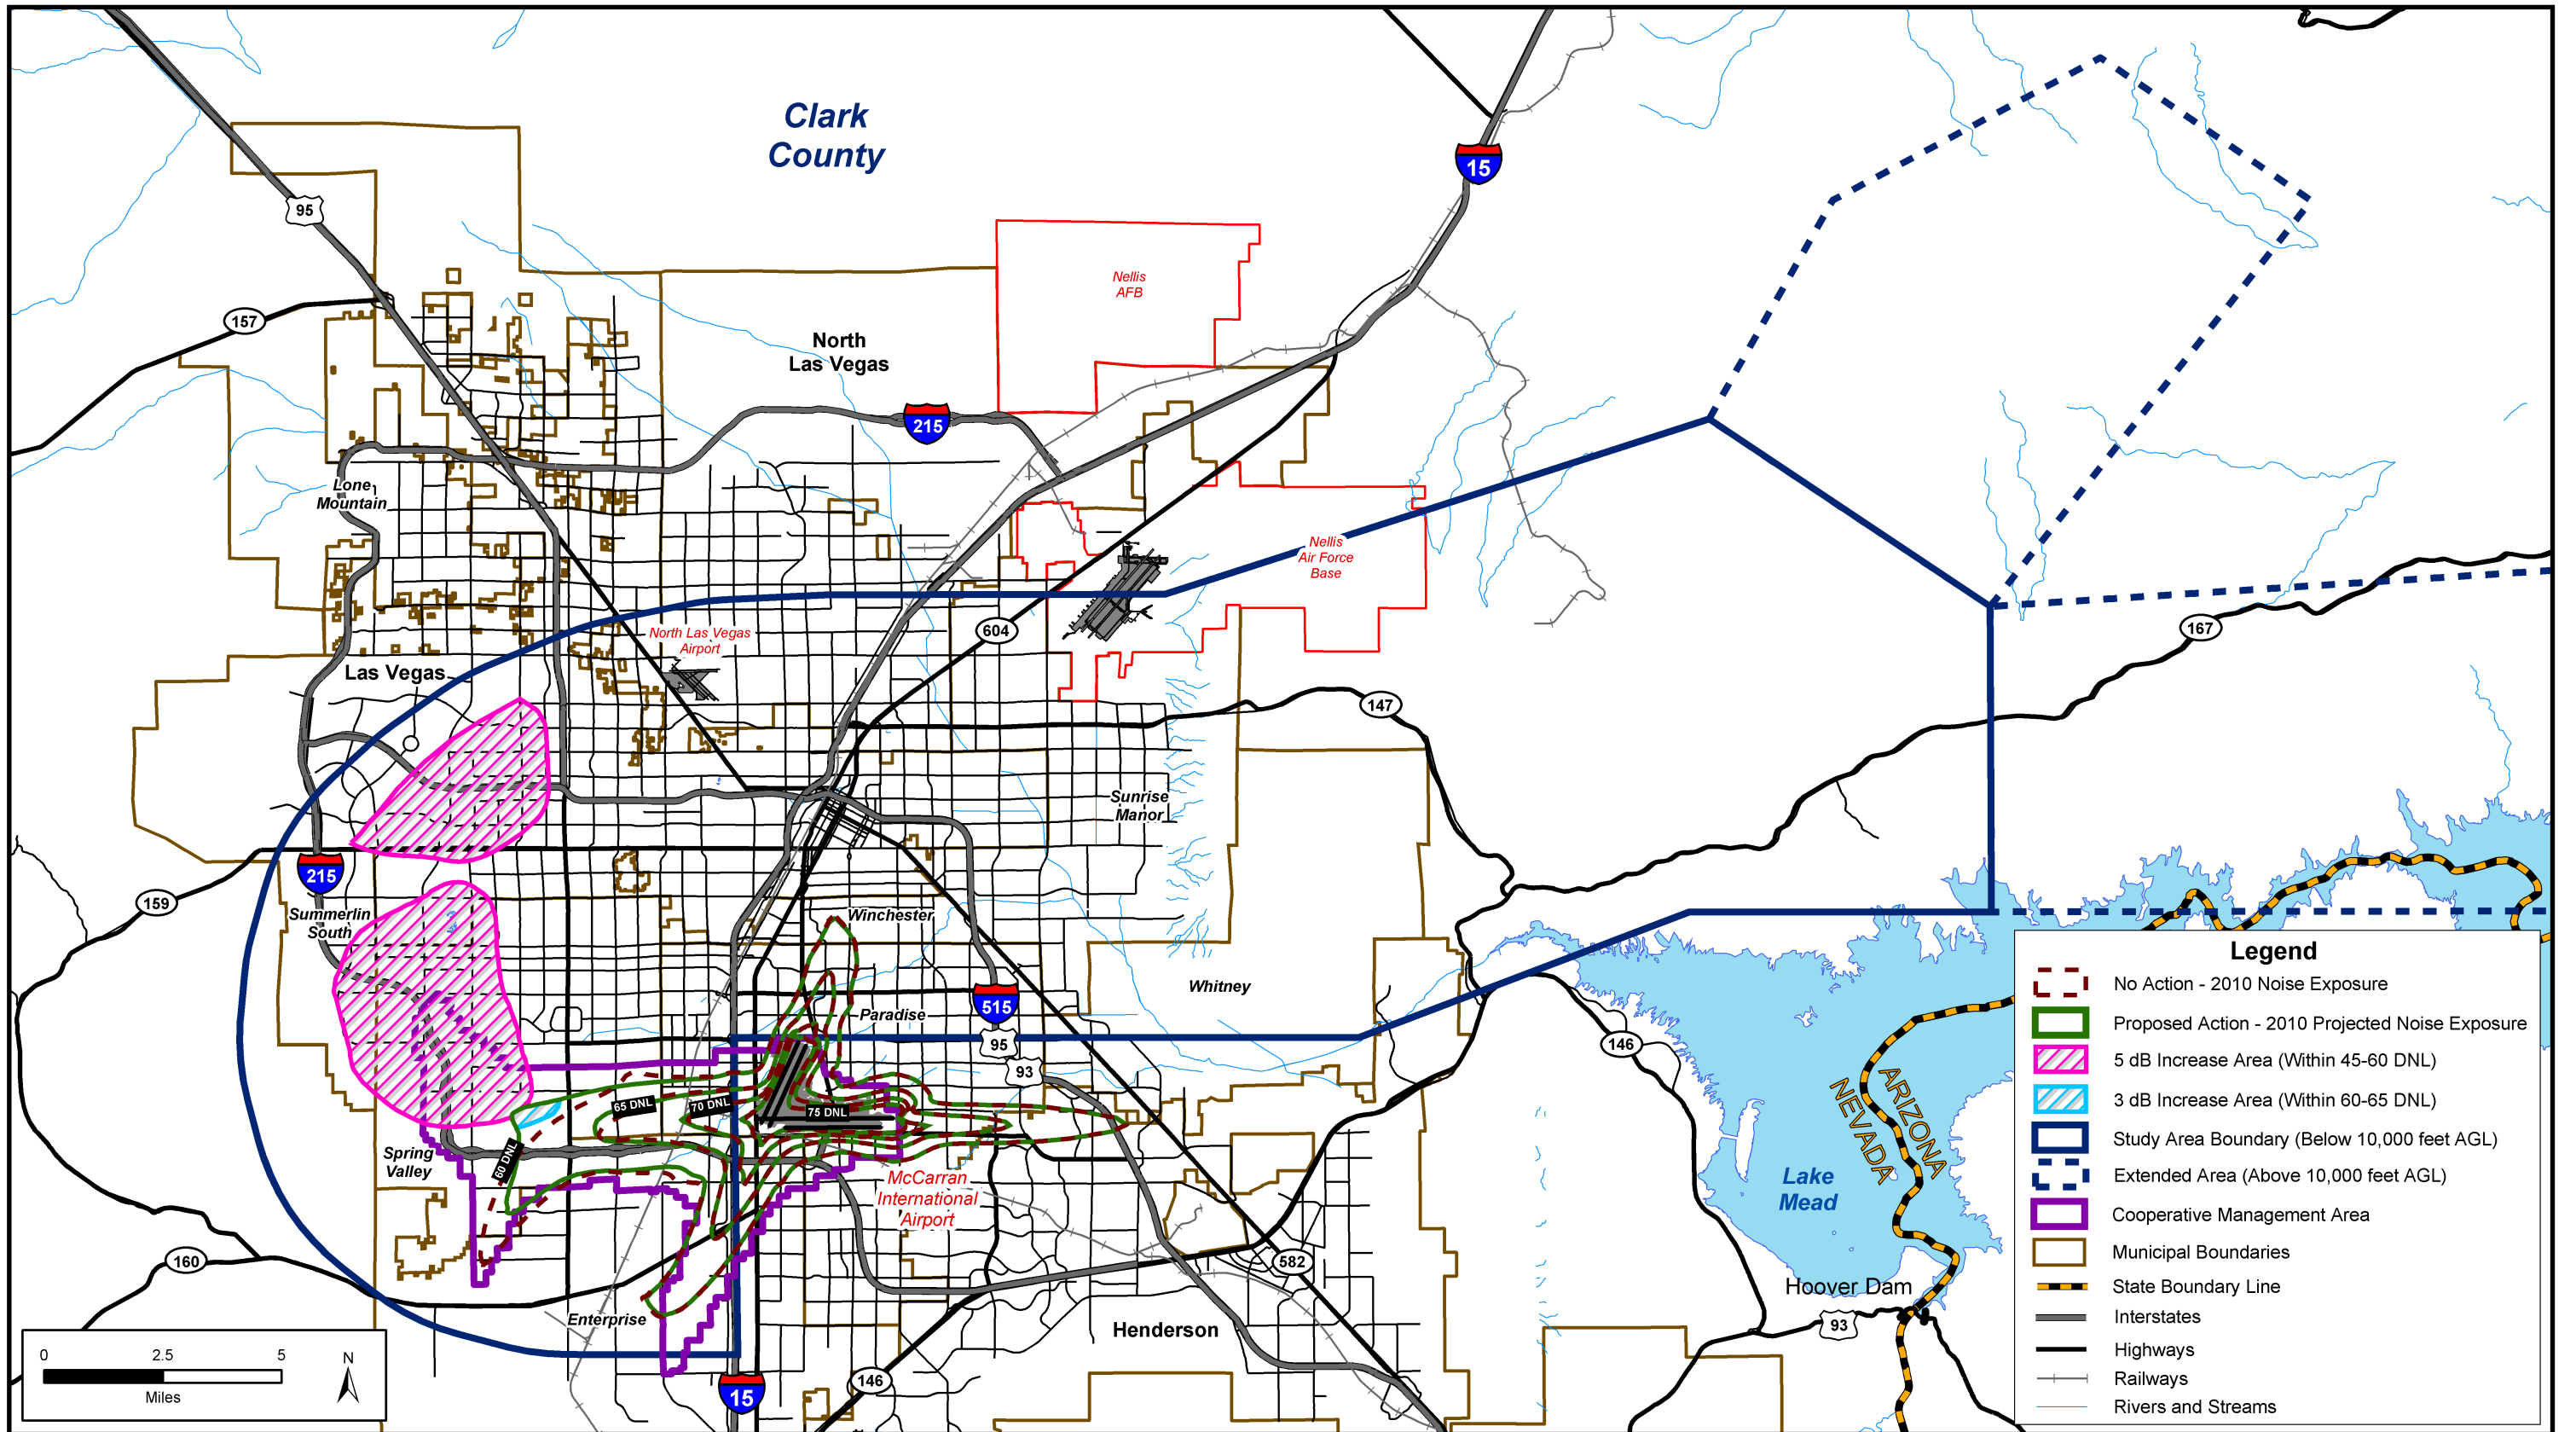 Clark
County
15
95
Nellis
AFB
157
North
Las Vegas
215
Lone
Mountain
Nellis
Air Force
Base
604
North Las Vegas
Airport
167
Las Vegas
147
Sunrise
Manor
215
159
Summerlin
South
Winchester
Whitney
515
Paradise
95
93
146
65 DNL
70 DNL
75 DNL
60 DNL
Spring
Valley
McCarran
International
Airport
ARIZONA
NEVADA
Lake
Mead
160
582
Hoover Dam
93
Enterprise
Henderson
15
146
0
2.5
5
Miles
N
Legend
No Action - 2010 Noise Exposure
Proposed Action - 2010 Projected Noise Exposure
5 dB Increase Area (Within 45-60 DNL)
3 dB Increase Area (Within 60-65 DNL)
Study Area Boundary (Below 10,000 feet AGL)
Extended Area (Above 10,000 feet AGL)
Cooperative Management Area
Municipal Boundaries
State Boundary Line
Interstates
Highways
Railways
Rivers and Streams